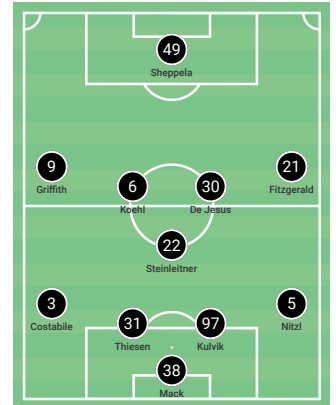 49
Sheppela
9
Griffith
6
Koehl
30
De Jesus
21
Fitzgerald
22
Steinleitner
3
Costabile
31
Thiesen
97
Kulvik
5
Nitzl
38
Mack